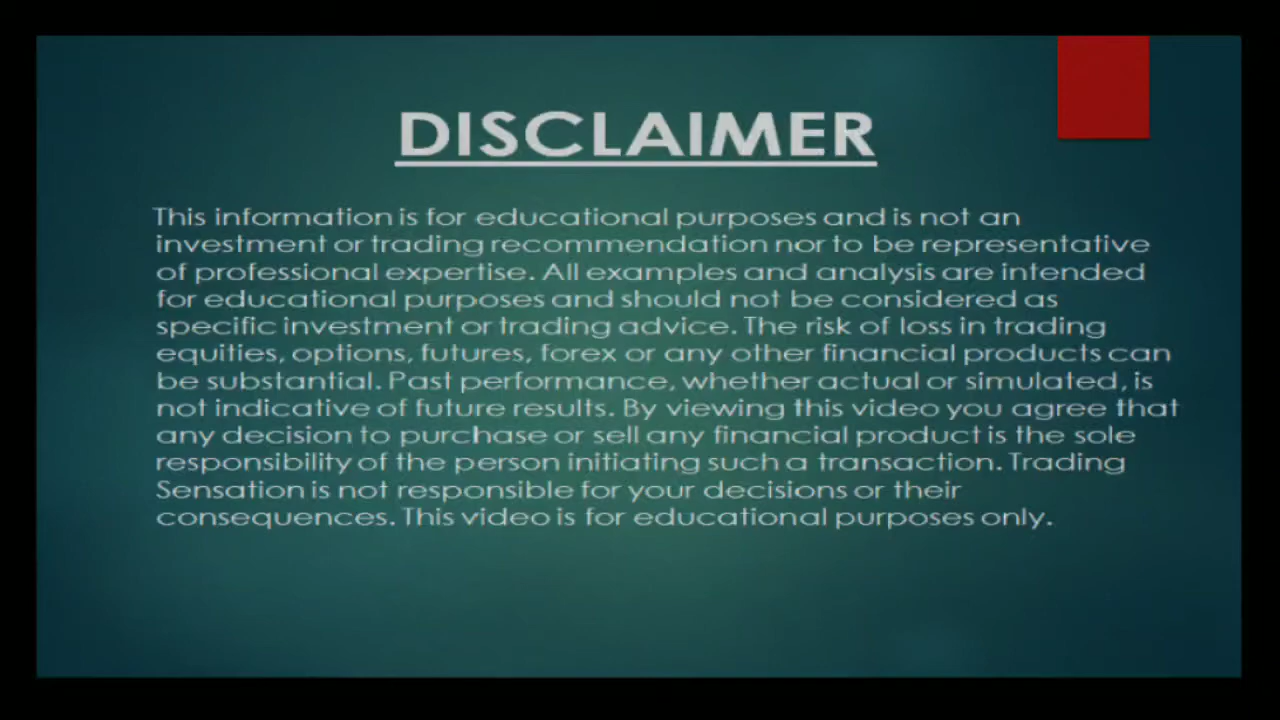 DISCLAIMER
This information is for educational purposes and is not an
investment or trading recommendation nor to be representative
of professional expertise. All examples and analysis are intended
for educational purposes and should not be considered as
specific investment or trading advice. The risk of loss in trading
equities, options, futures, forex or any other financial products can
be substantial. Past performance, whether actual or simulated, is
not indicative of future results. By viewing this video you agree that
any decision to purchase or sell any financial product is the sole
responsibility of the person initiating such a transaction. Trading
Sensation is not responsible for your decisions or their
consequences. This video is for educational purposes only.